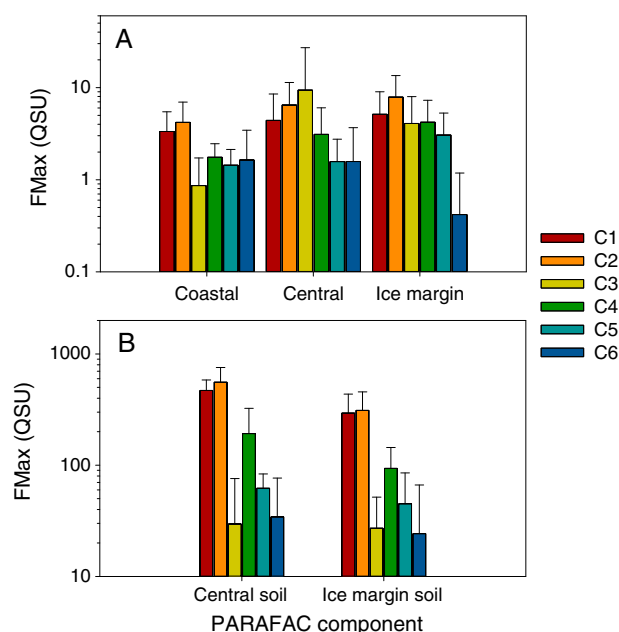 A
FMax (QSU)
10
1
0.1
Coastal
Central
Ice margin
C1
C2
C3
C4
C5
C6
B
FMax (QSU)
1000
100
10
Central soil
Ice margin soil
PARAFAC component